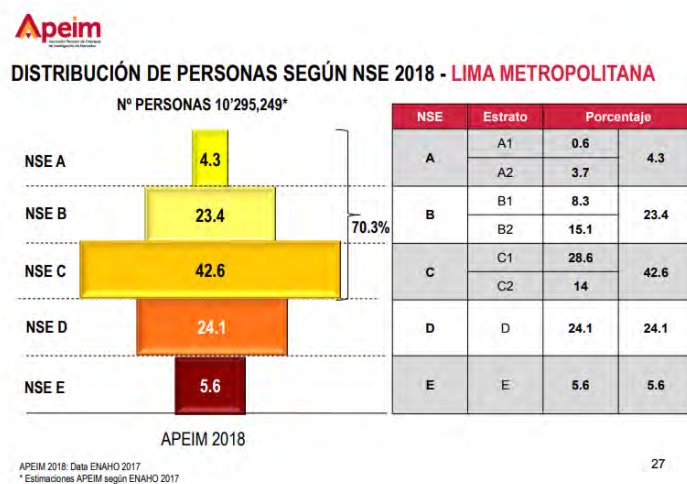 Apeim
Asociación Peruana de Empresas
de Investigación de Mercados
DISTRIBUCIÓN DE PERSONAS SEGÚN NSE 2018 - LIMA METROPOLITANA
Nº PERSONAS 10’295,249*
NSE A
4.3
NSE B
23.4
70.3%
NSE C
42.6
NSE D
24.1
NSE E
5.6
APEIM 2018
NSE Estrato Porcentaje
A A1 0.6 4.3
A2 3.7
B B1 8.3 23.4
B2 15.1
C C1 28.6 42.6
C2 14
D D 24.1 24.1
E E 5.6 5.6
APEIM 2018: Data ENAHO 2017
* Estimaciones APEIM según ENAHO 2017
27